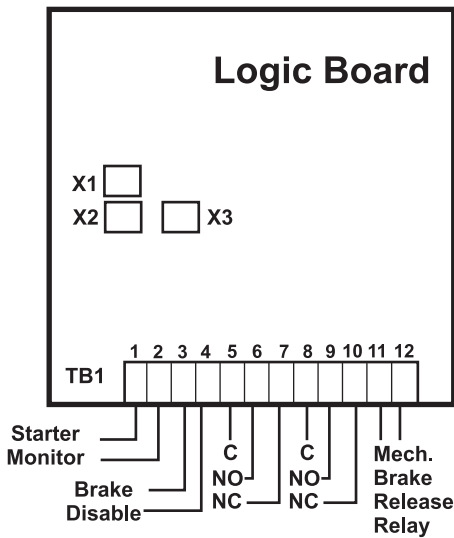 Logic Board
X1
X2 X3
1 2 3 4 5 6 7 8 9 10 11 12
TB1
Starter
Monitor
Brake
Disable
C
NO
NC
C
NO
NC
Mech.
Brake
Release
Relay